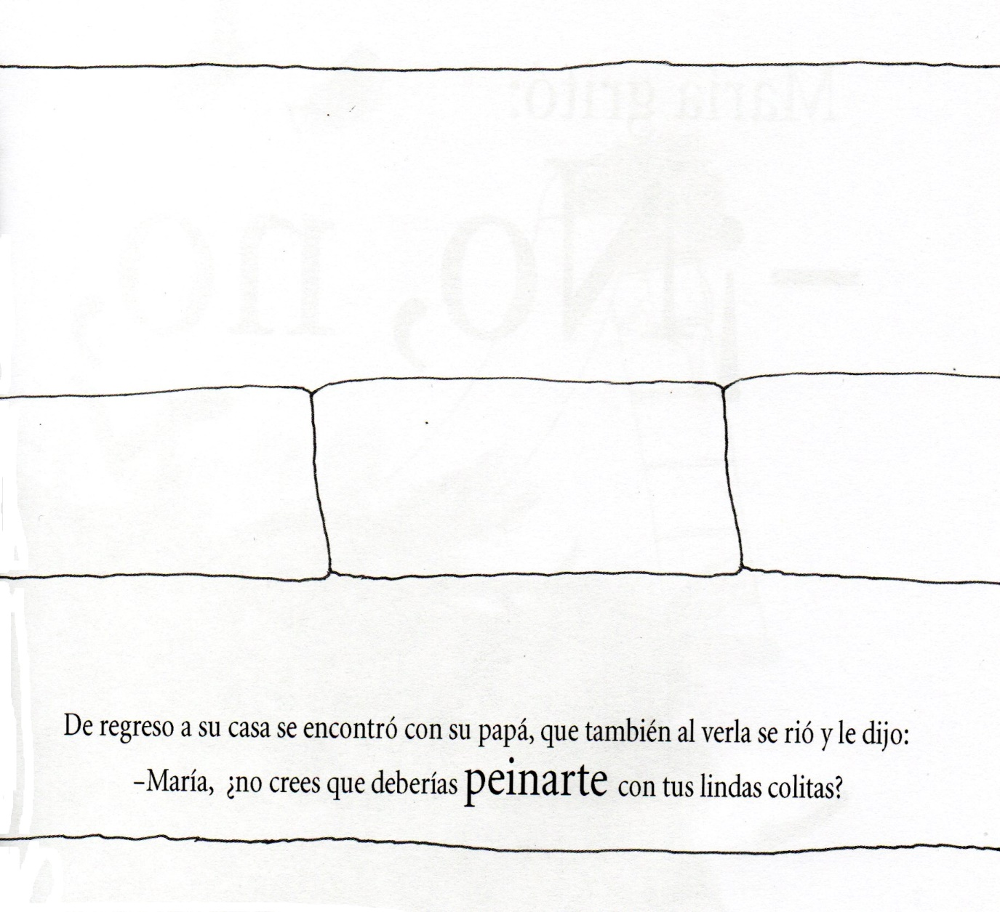 De regreso a su casa se encontró con su papá, que también al verla se rió y le dijo:
–María, ¿no crees que deberías peinarte con tus lindas colitas?